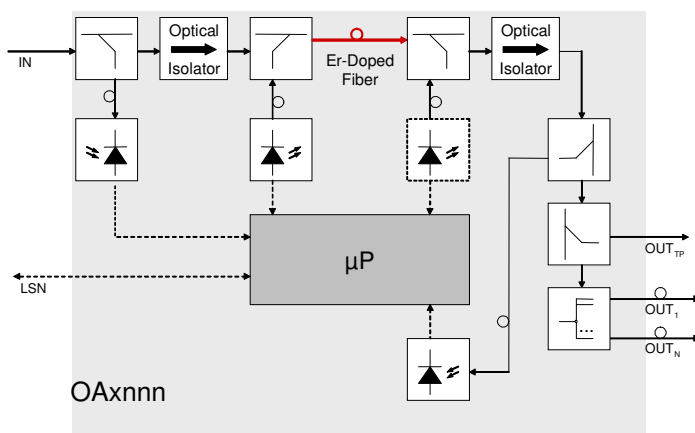 Optical
Isolator
Optical
Isolator
IN
Er-Doped
Fiber
µP
OUT_TP
LSN
OUT_1
OUT_N
OAxnnn